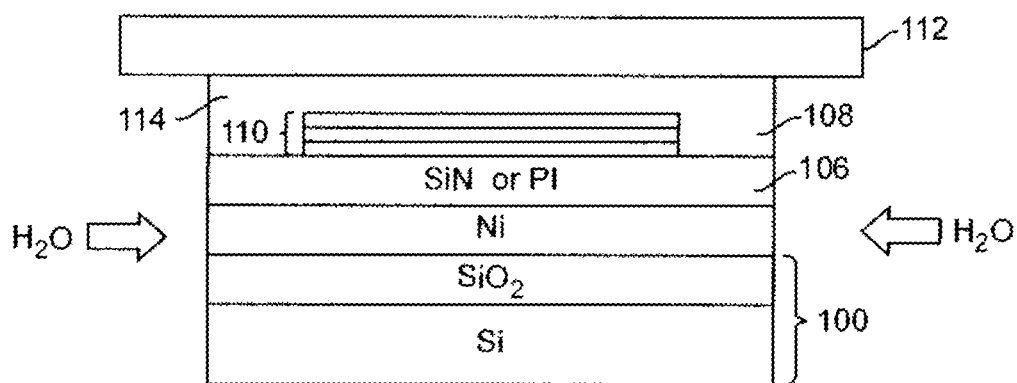 112
114
110
108
SiN or PI
106
H₂O
Ni
H₂O
SiO₂
100
Si